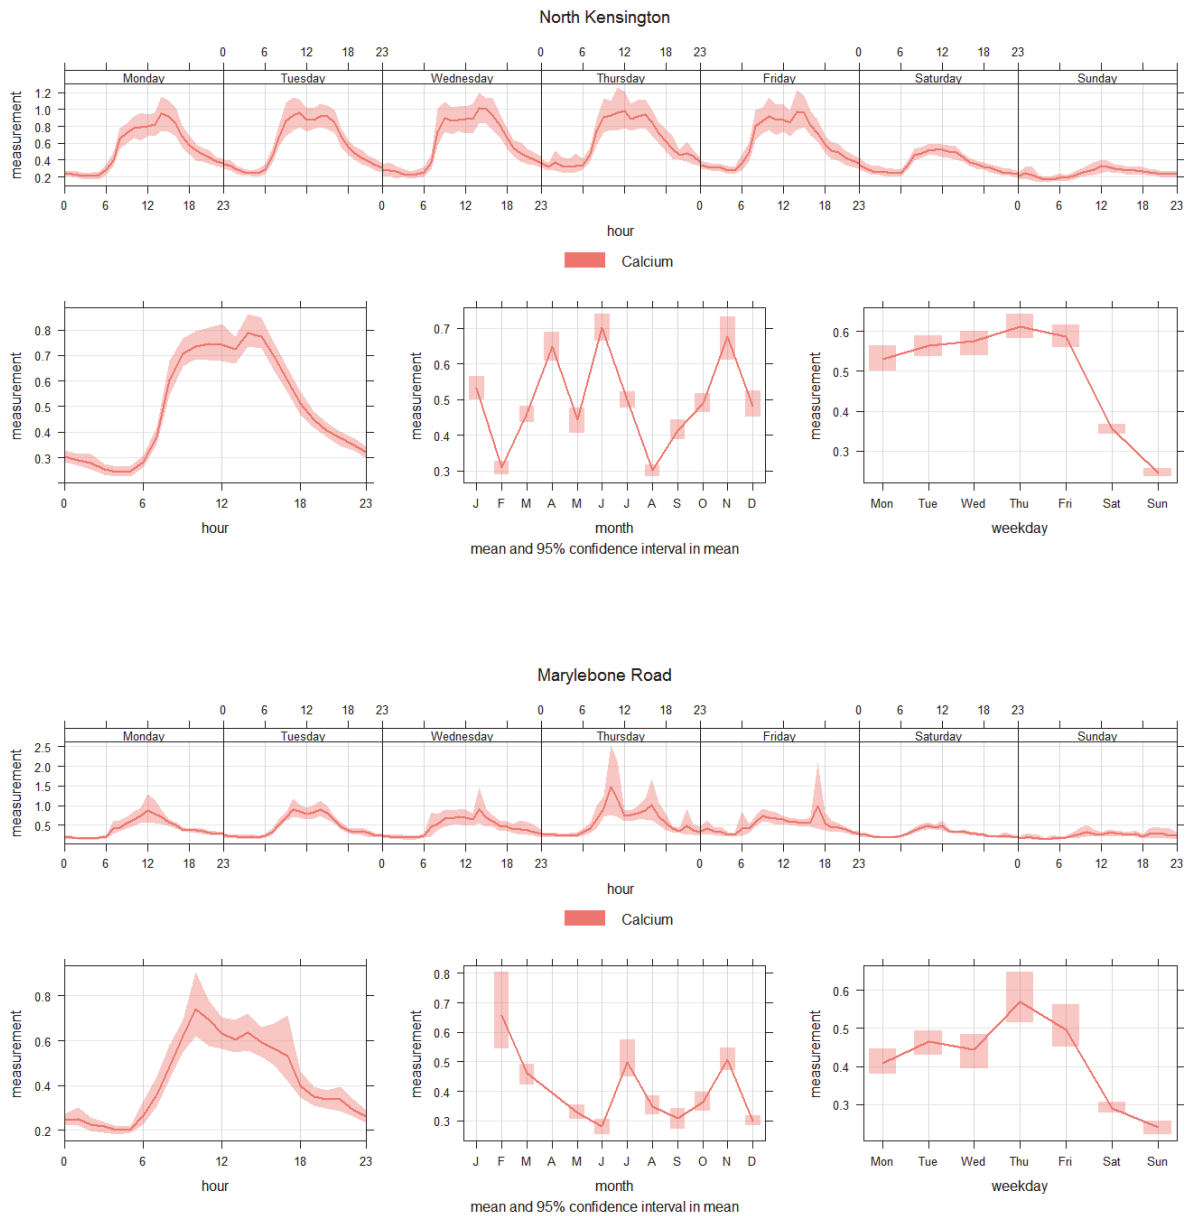 North Kensington
0 6 12 18 23 0 6 12 18 23 0 6 12 18 23
Monday Tuesday Wednesday Thursday Friday Saturday Sunday
measurement
1.2
1.0
0.8
0.6
0.4
0.2
0 6 12 18 23 0 6 12 18 23 0 6 12 18 23 0 6 12 18 23
hour
Calcium
measurement
0.8
0.7
0.6
0.5
0.4
0.3
0 6 12 18 23
hour
measurement
0.7
0.6
0.5
0.4
0.3
J F M A M J J A S O N D
month
mean and 95% confidence interval in mean
measurement
0.6
0.5
0.4
0.3
Mon Tue Wed Thu Fri Sat Sun
weekday
Marylebone Road
0 6 12 18 23 0 6 12 18 23 0 6 12 18 23
Monday Tuesday Wednesday Thursday Friday Saturday Sunday
measurement
2.5
2.0
1.5
1.0
0.5
0 6 12 18 23 0 6 12 18 23 0 6 12 18 23 0 6 12 18 23
hour
Calcium
measurement
0.8
0.6
0.4
0.2
0 6 12 18 23
hour
measurement
0.8
0.7
0.6
0.5
0.4
0.3
J F M A M J J A S O N D
month
mean and 95% confidence interval in mean
measurement
0.6
0.5
0.4
0.3
Mon Tue Wed Thu Fri Sat Sun
weekday